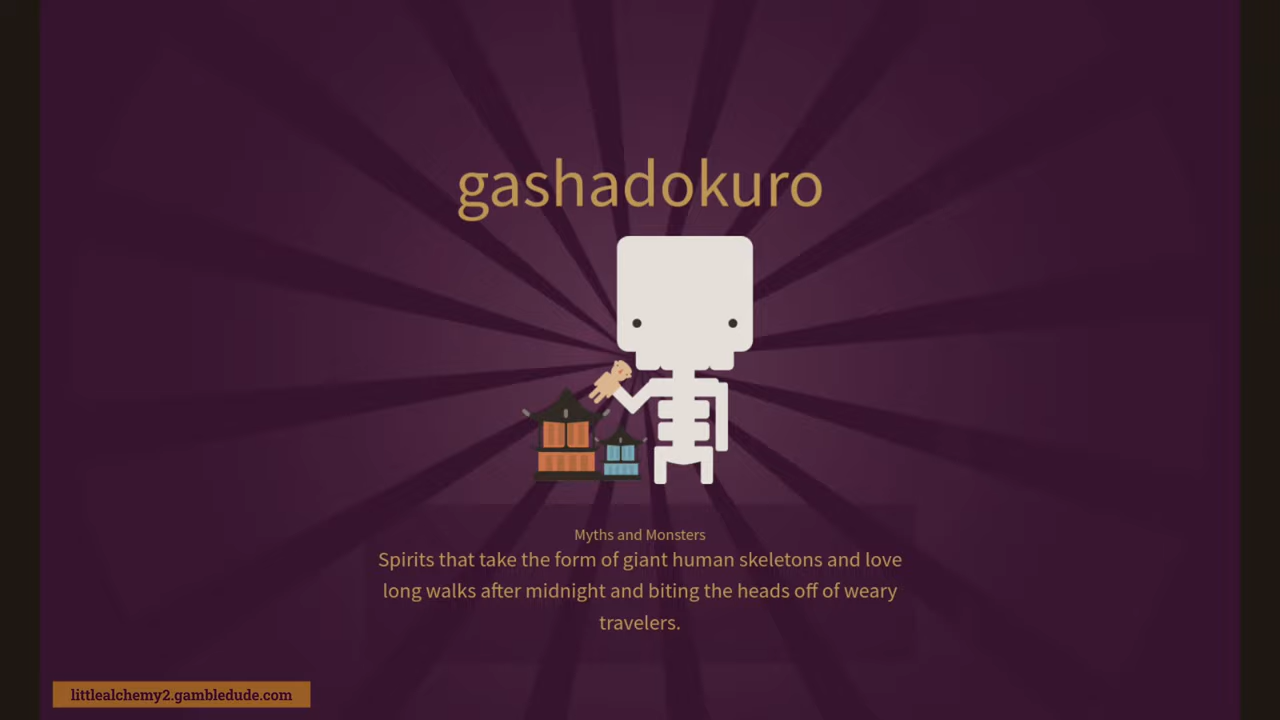 gashadokuro
Myths and Monsters
Spirits that take the form of giant human skeletons and love
long walks after midnight and biting the heads off of weary
travelers.
littlealchemy2.gambledude.com